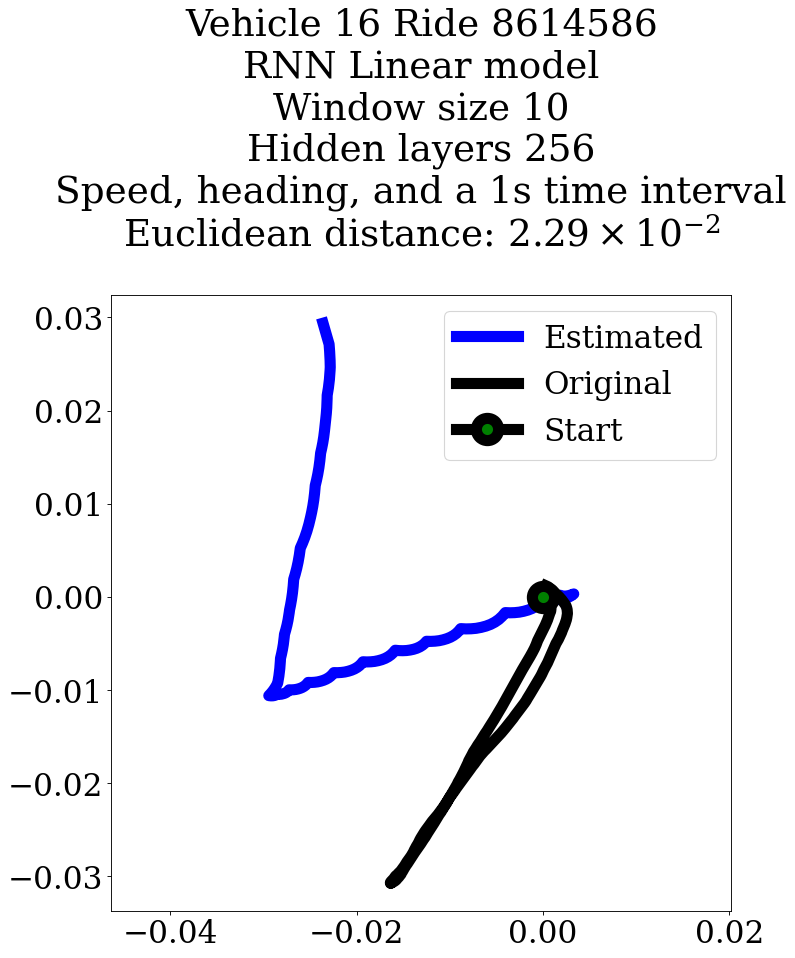 Vehicle 16 Ride 8614586
RNN Linear model
Window size 10
Hidden layers 256
Speed, heading, and a 1s time interval
Euclidean distance: 2.29 × 10⁻²
Estimated
Original
Start
0.03
0.02
0.01
0.00
−0.01
−0.02
−0.03
−0.04 −0.02 0.00 0.02